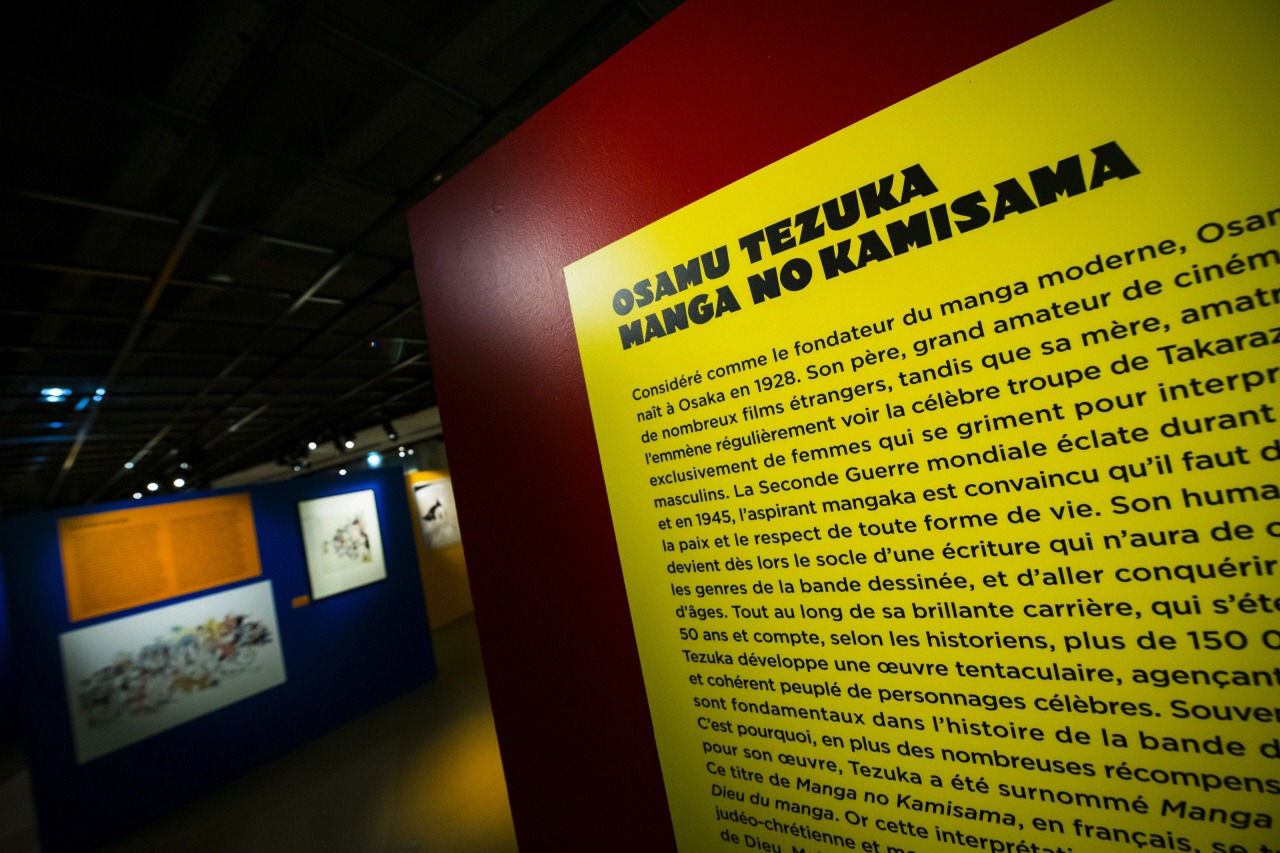 OSAMU TEZUKA
MANGA NO KAMISAMA
Considéré comme le fondateur du manga moderne, Osam
naît à Osaka en 1928. Son père, grand amateur de ciném
de nombreux films étrangers, tandis que sa mère, amatr
l'emmène régulièrement voir la célèbre troupe de Takaraz
exclusivement de femmes qui se griment pour interpr
masculins. La Seconde Guerre mondiale éclate durant
et en 1945, l'aspirant mangaka est convaincu qu'il faut d
la paix et le respect de toute forme de vie. Son huma
devient dès lors le socle d'une écriture qui n'aura de c
les genres de la bande dessinée, et d'aller conquérir
d'âges. Tout au long de sa brillante carrière, qui s'éte
50 ans et compte, selon les historiens, plus de 150 0
Tezuka développe une œuvre tentaculaire, agençant
et cohérent peuplé de personnages célèbres. Souven
sont fondamentaux dans l'histoire de la bande d
C'est pourquoi, en plus des nombreuses récompens
pour son œuvre, Tezuka a été surnommé Manga
Ce titre de Manga no Kamisama, en français, se t
Dieu du manga. Or cette interprétati
judéo-chrétienne et mo
de Dieu. M